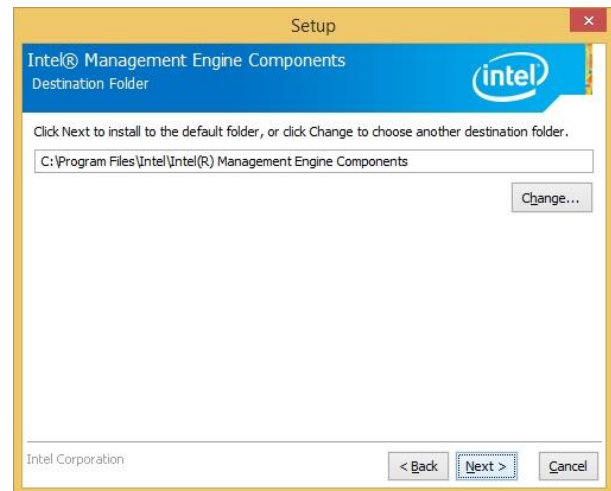 Setup
Intel® Management Engine Components
Destination Folder
intel
Click Next to install to the default folder, or click Change to choose another destination folder.
C:\Program Files\Intel\Intel(R) Management Engine Components
Change...
Intel Corporation
< Back Next > Cancel